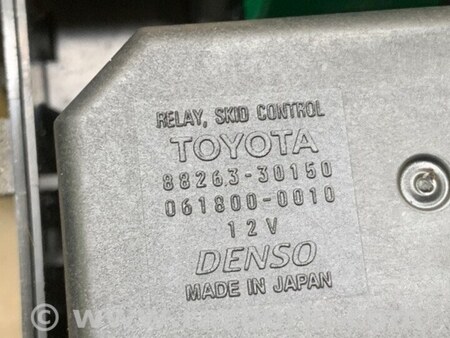 RELAY, SKID CONTROL
TOYOTA
88263-30150
061800-0010
12V
DENSO
MADE IN JAPAN
©